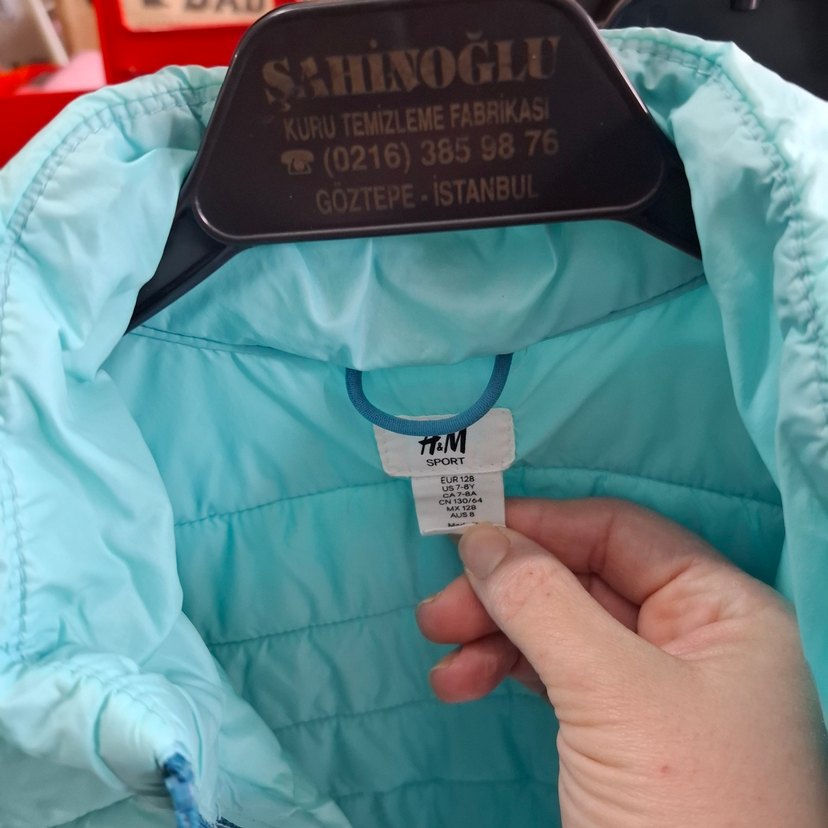 ŞAHİNOĞLU
KURU TEMİZLEME FABRİKASI
☎ (0216) 385 98 76
GÖZTEPE - İSTANBUL
H&M
SPORT
EUR 128
US 7-8Y
CA 7-8A
CN 130/64
MX 128
AUS 8